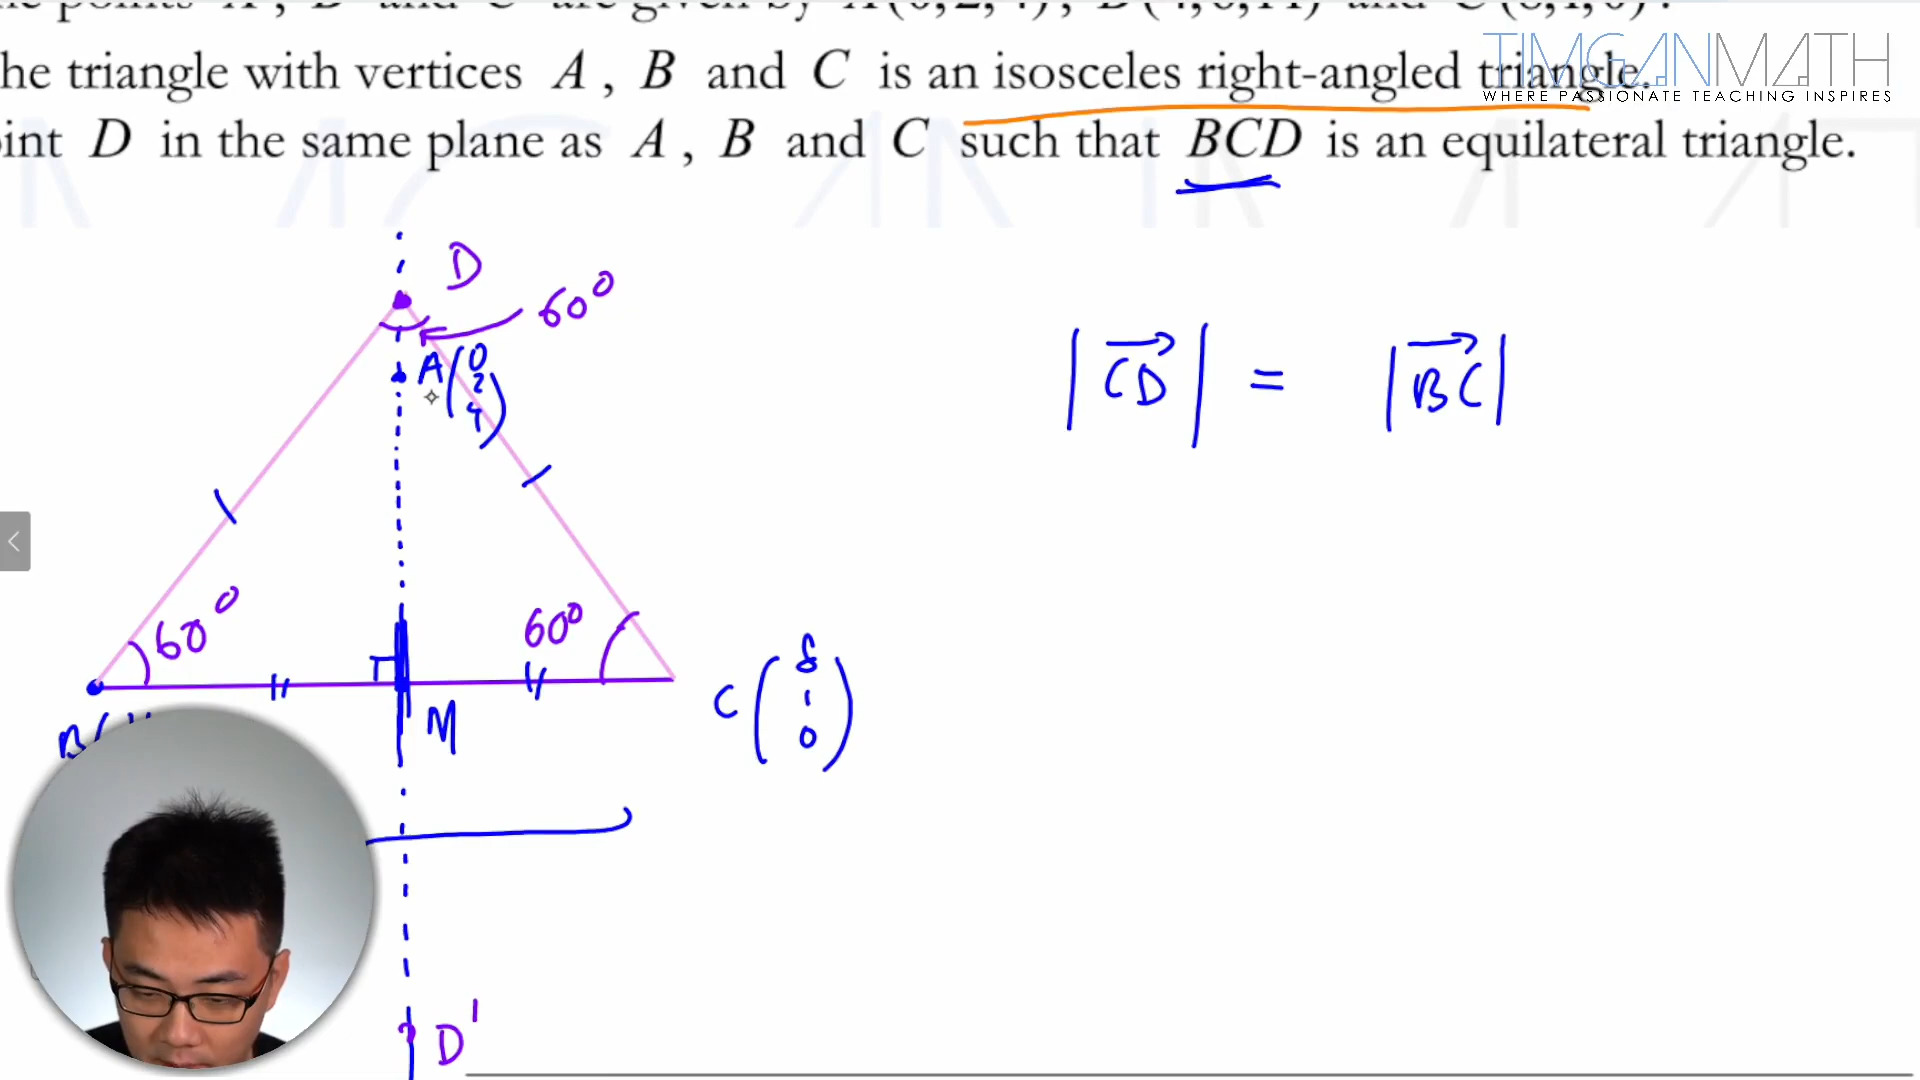 he triangle with vertices A, B and C is an isosceles right-angled triangle.
TIMGANMATH
WHERE PASSIONATE TEACHING INSPIRES
int D in the same plane as A, B and C such that BCD is an equilateral triangle.
D
60°
A (0 2 4)
|CD| = |BC|
60°
60°
C (8 1 0)
B
M
D'